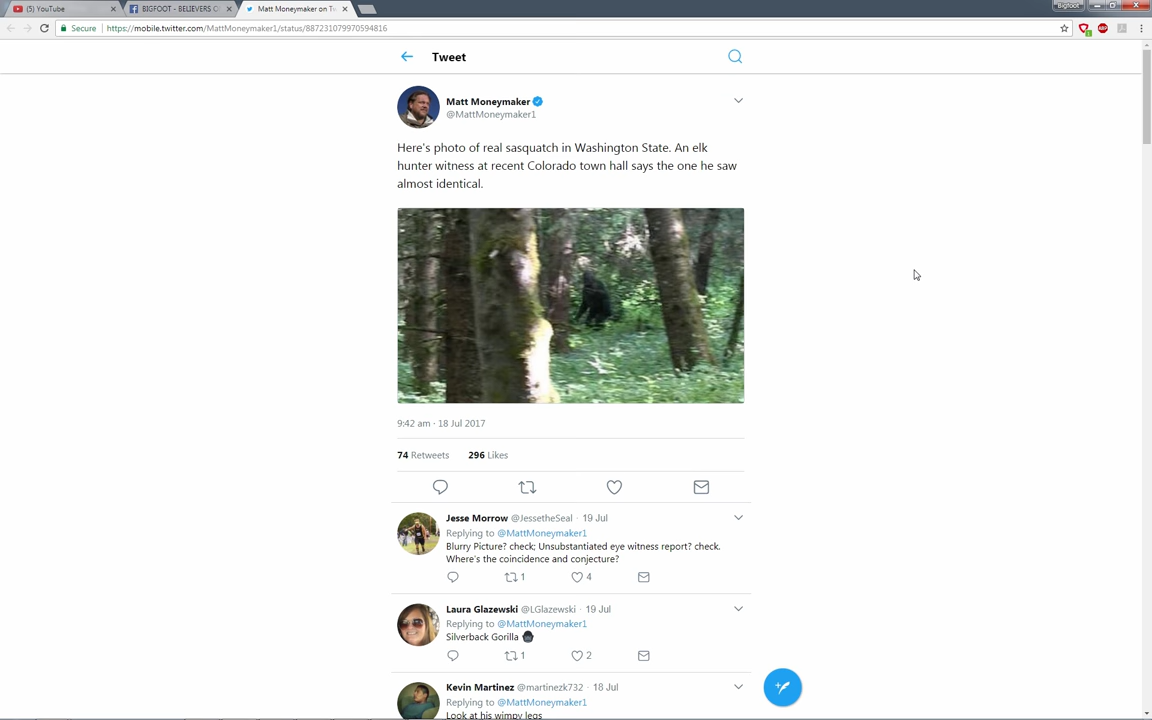 (5) YouTube
BIGFOOT - BELIEVERS O
Matt Moneymaker on Tw
Bigfoot
Secure
https://mobile.twitter.com/MattMoneymaker1/status/887231079970594816
Tweet
Matt Moneymaker
@MattMoneymaker1
Here's photo of real sasquatch in Washington State. An elk
hunter witness at recent Colorado town hall says the one he saw
almost identical.
9:42 am · 18 Jul 2017
74 Retweets 296 Likes
Jesse Morrow @JessetheSeal · 19 Jul
Replying to @MattMoneymaker1
Blurry Picture? check; Unsubstantiated eye witness report? check.
Where's the coincidence and conjecture?
1 4
Laura Glazewski @LGlazewski · 19 Jul
Replying to @MattMoneymaker1
Silverback Gorilla
1 2
Kevin Martinez @martinezk732 · 18 Jul
Replying to @MattMoneymaker1
Look at his wimpy legs